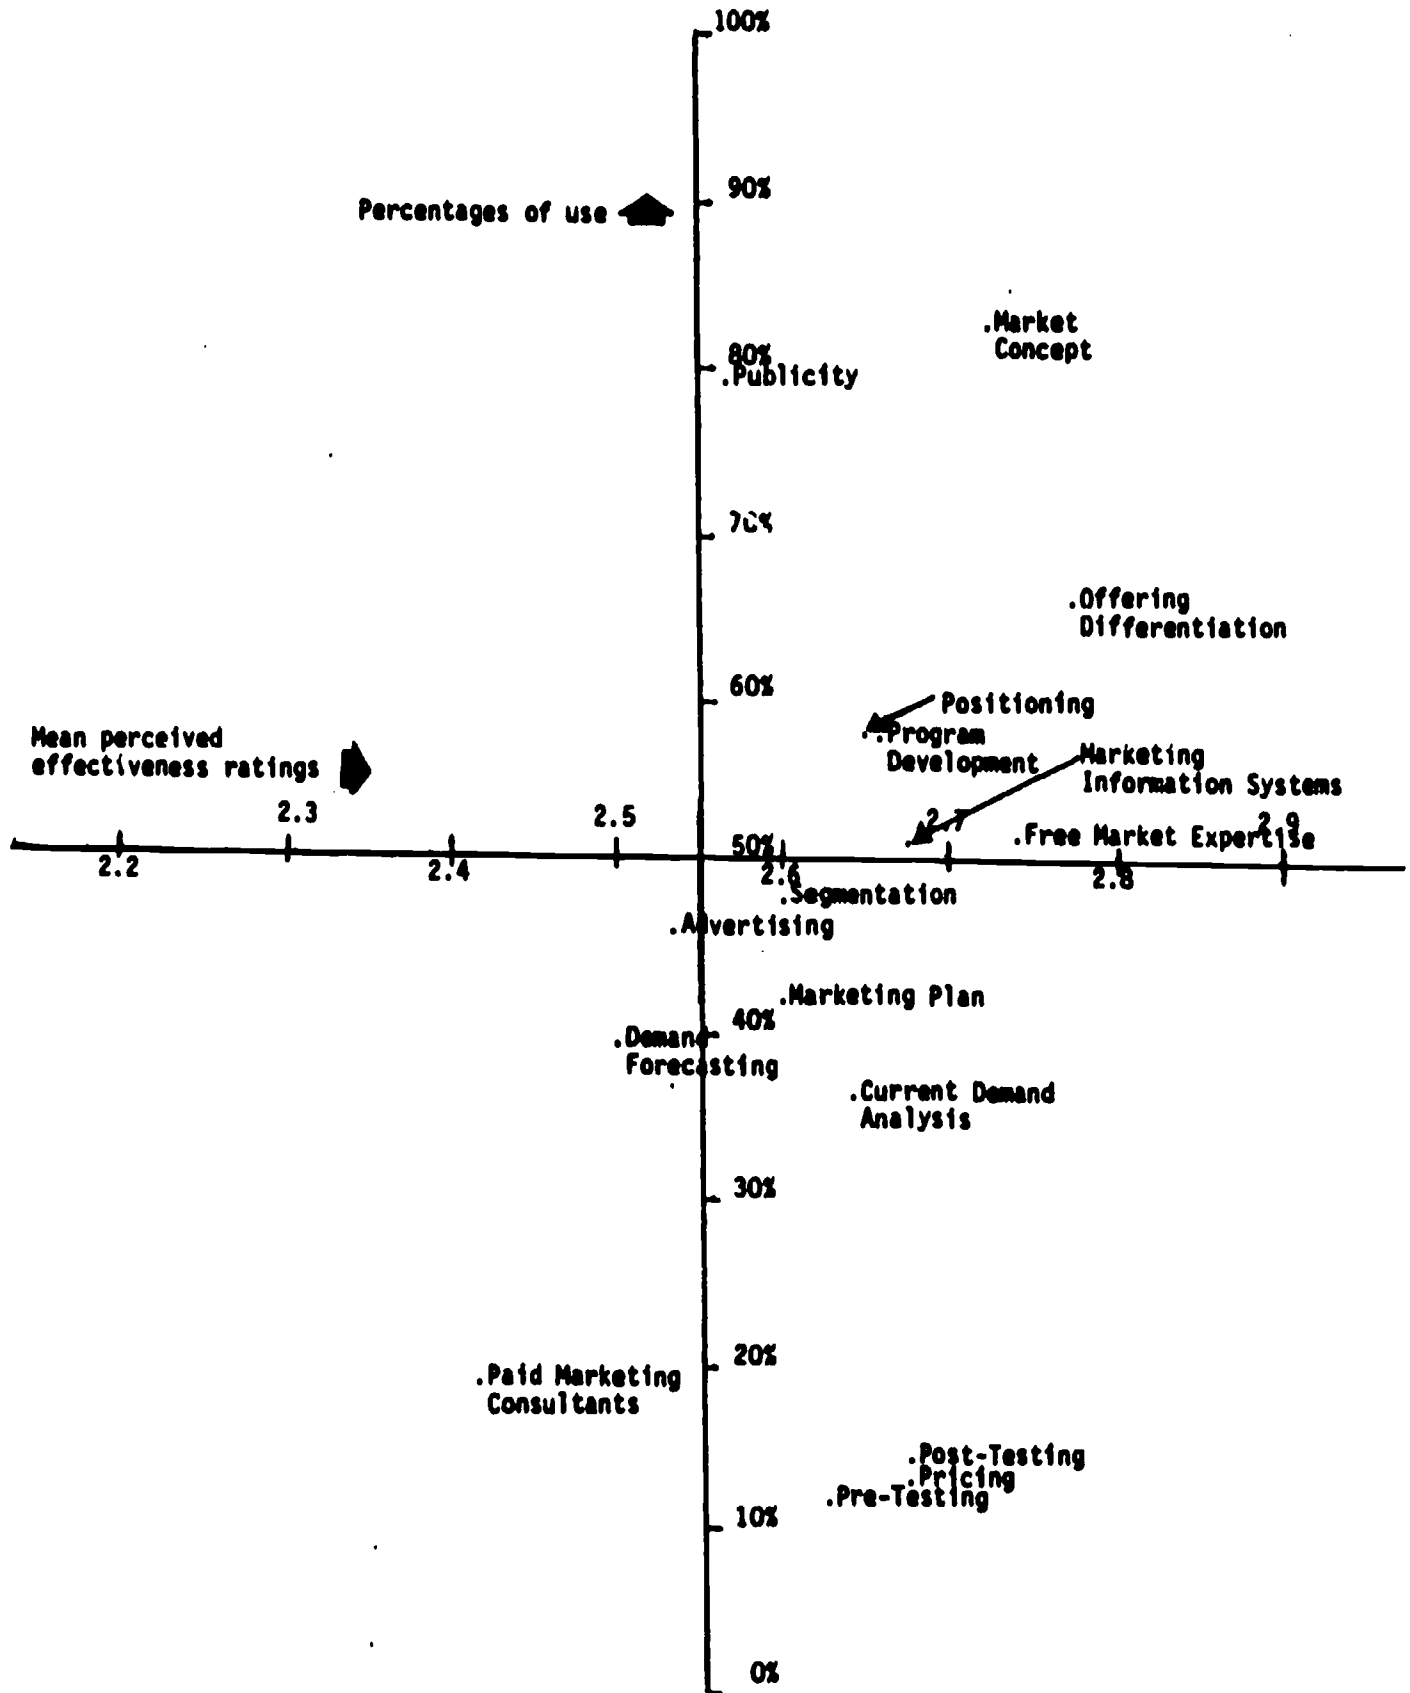 100%
90%
Percentages of use
.Market
Concept
80%
.Publicity
70%
.Offering
Differentiation
60%
Positioning
.Program
Development
Mean perceived
effectiveness ratings
Marketing
Information Systems
2.3
2.5
2.7
2.9
.Free Market Expertise
50%
2.2
2.4
2.6
2.8
.Segmentation
.Advertising
.Marketing Plan
40%
.Demand
Forecasting
.Current Demand
Analysis
30%
20%
.Paid Marketing
Consultants
.Post-Testing
.Pricing
.Pre-Testing
10%
0%